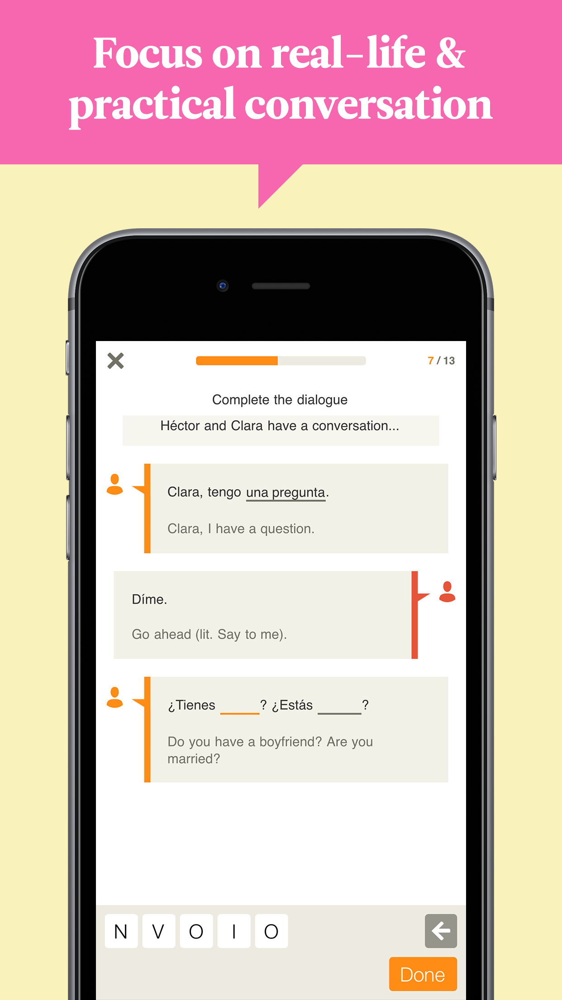 Focus on real-life &
practical conversation
7 / 13
Complete the dialogue
Héctor and Clara have a conversation...
Clara, tengo una pregunta.
Clara, I have a question.
Díme.
Go ahead (lit. Say to me).
¿Tienes ______? ¿Estás ______?
Do you have a boyfriend? Are you
married?
N V O I O
Done